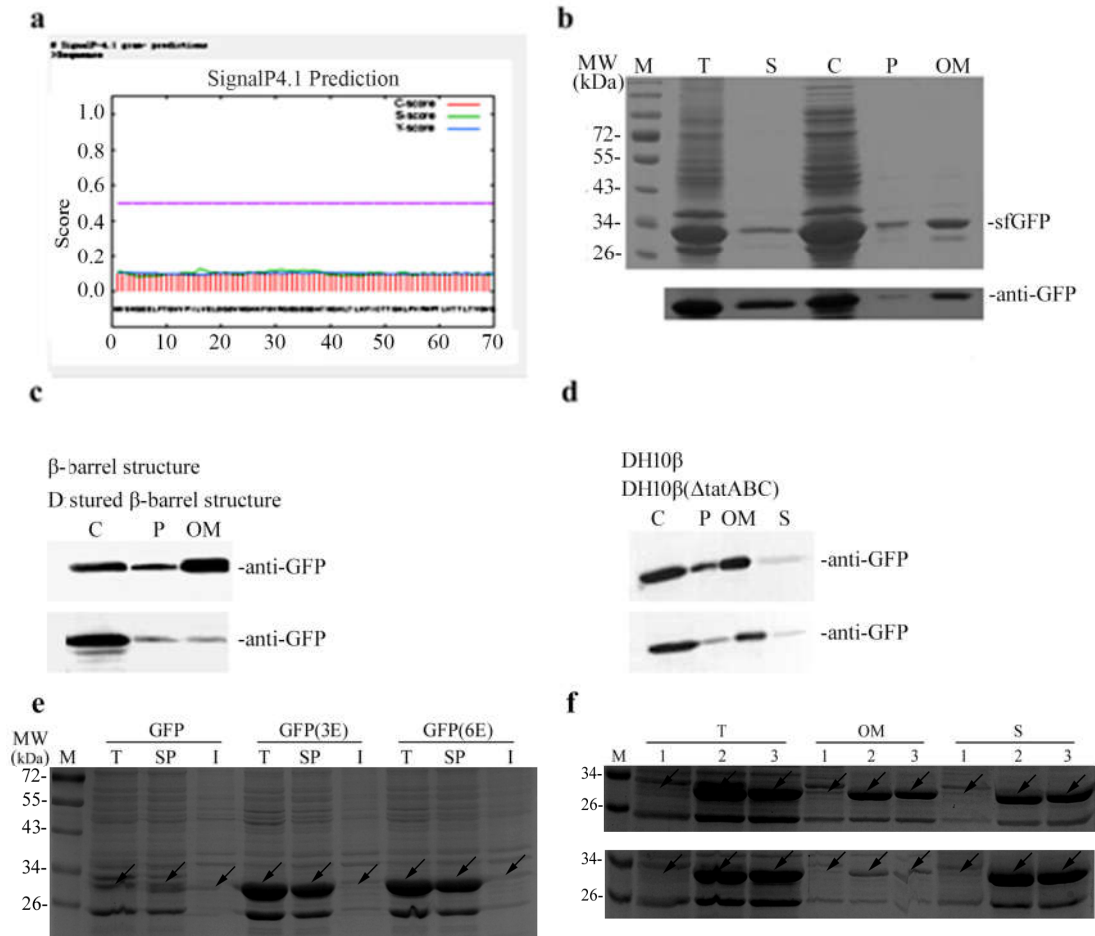 a
# SignalP-4.1 gram- predictions
>Sequence
SignalP4.1 Prediction
C-score
S-score
Y-score
1.0
0.8
0.6
0.4
0.2
0.0
Score
0 10 20 30 40 50 60 70
b
MW (kDa) M T S C P OM
72-
55-
43-
34-
26-
-sfGFP
-anti-GFP
c
β-barrel structure
Distured β-barrel structure
C P OM
-anti-GFP
-anti-GFP
d
DH10β
DH10β(ΔtatABC)
C P OM S
-anti-GFP
-anti-GFP
e
GFP GFP(3E) GFP(6E)
MW (kDa) M T SP I T SP I T SP I
72-
55-
43-
34-
26-
f
T OM S
M 1 2 3 1 2 3 1 2 3
34-
26-
34-
26-